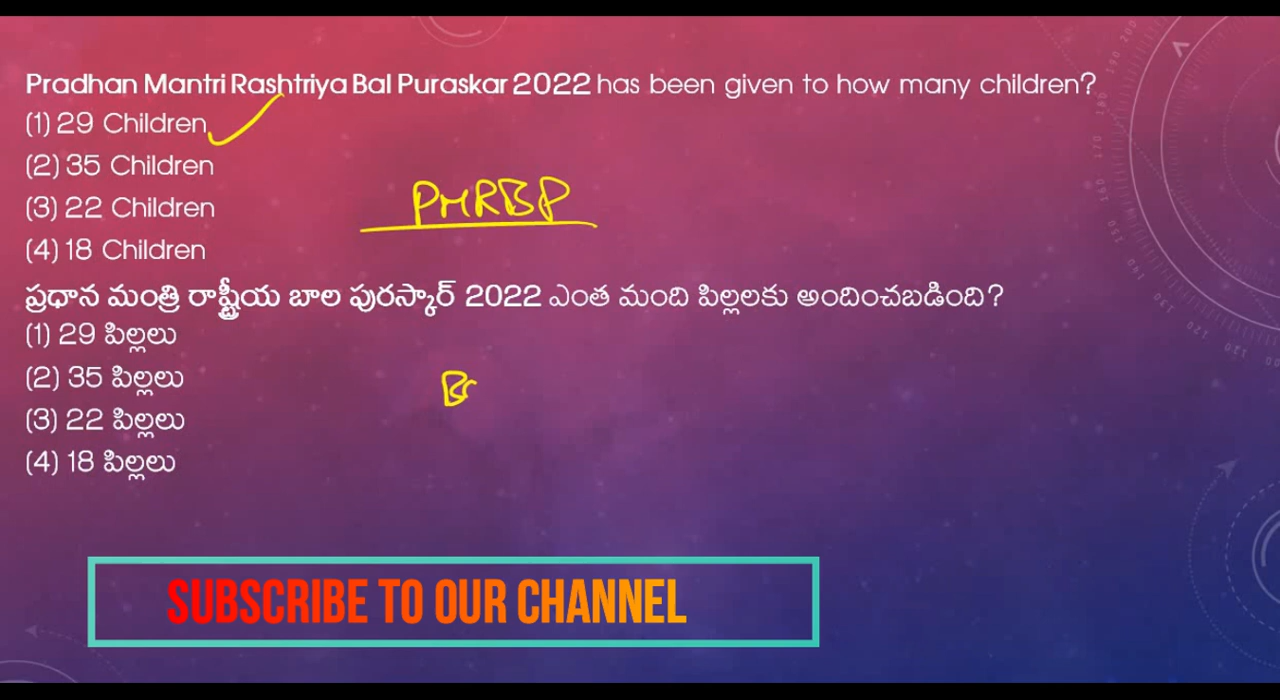 Pradhan Mantri Rashtriya Bal Puraskar 2022 has been given to how many children?
(1) 29 Children
(2) 35 Children
(3) 22 Children
(4) 18 Children
PMRBP
ప్రధాన మంత్రి రాష్ట్రీయ బాల పురస్కార్ 2022 ఎంత మంది పిల్లలకు అందించబడింది?
(1) 29 పిల్లలు
(2) 35 పిల్లలు
(3) 22 పిల్లలు
(4) 18 పిల్లలు
SUBSCRIBE TO OUR CHANNEL